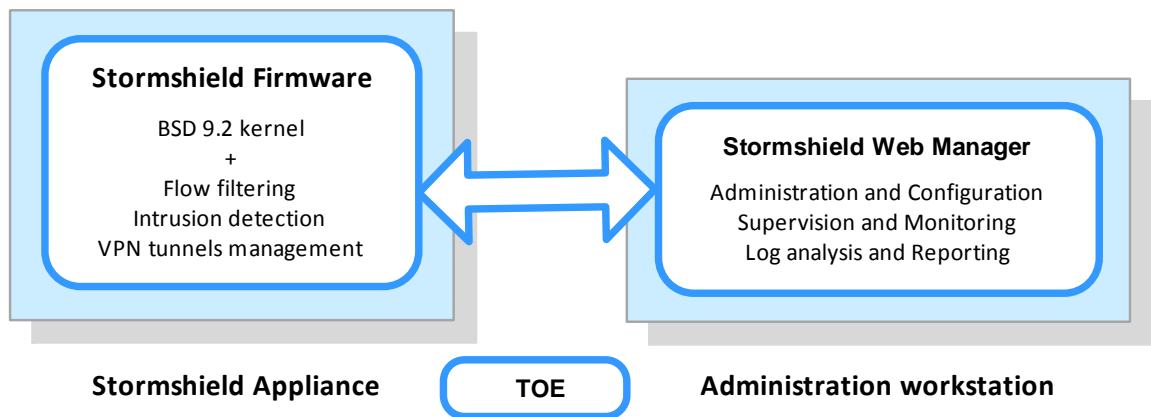 Stormshield Firmware
BSD 9.2 kernel
+
Flow filtering
Intrusion detection
VPN tunnels management
Stormshield Web Manager
Administration and Configuration
Supervision and Monitoring
Log analysis and Reporting
Stormshield Appliance
TOE
Administration workstation